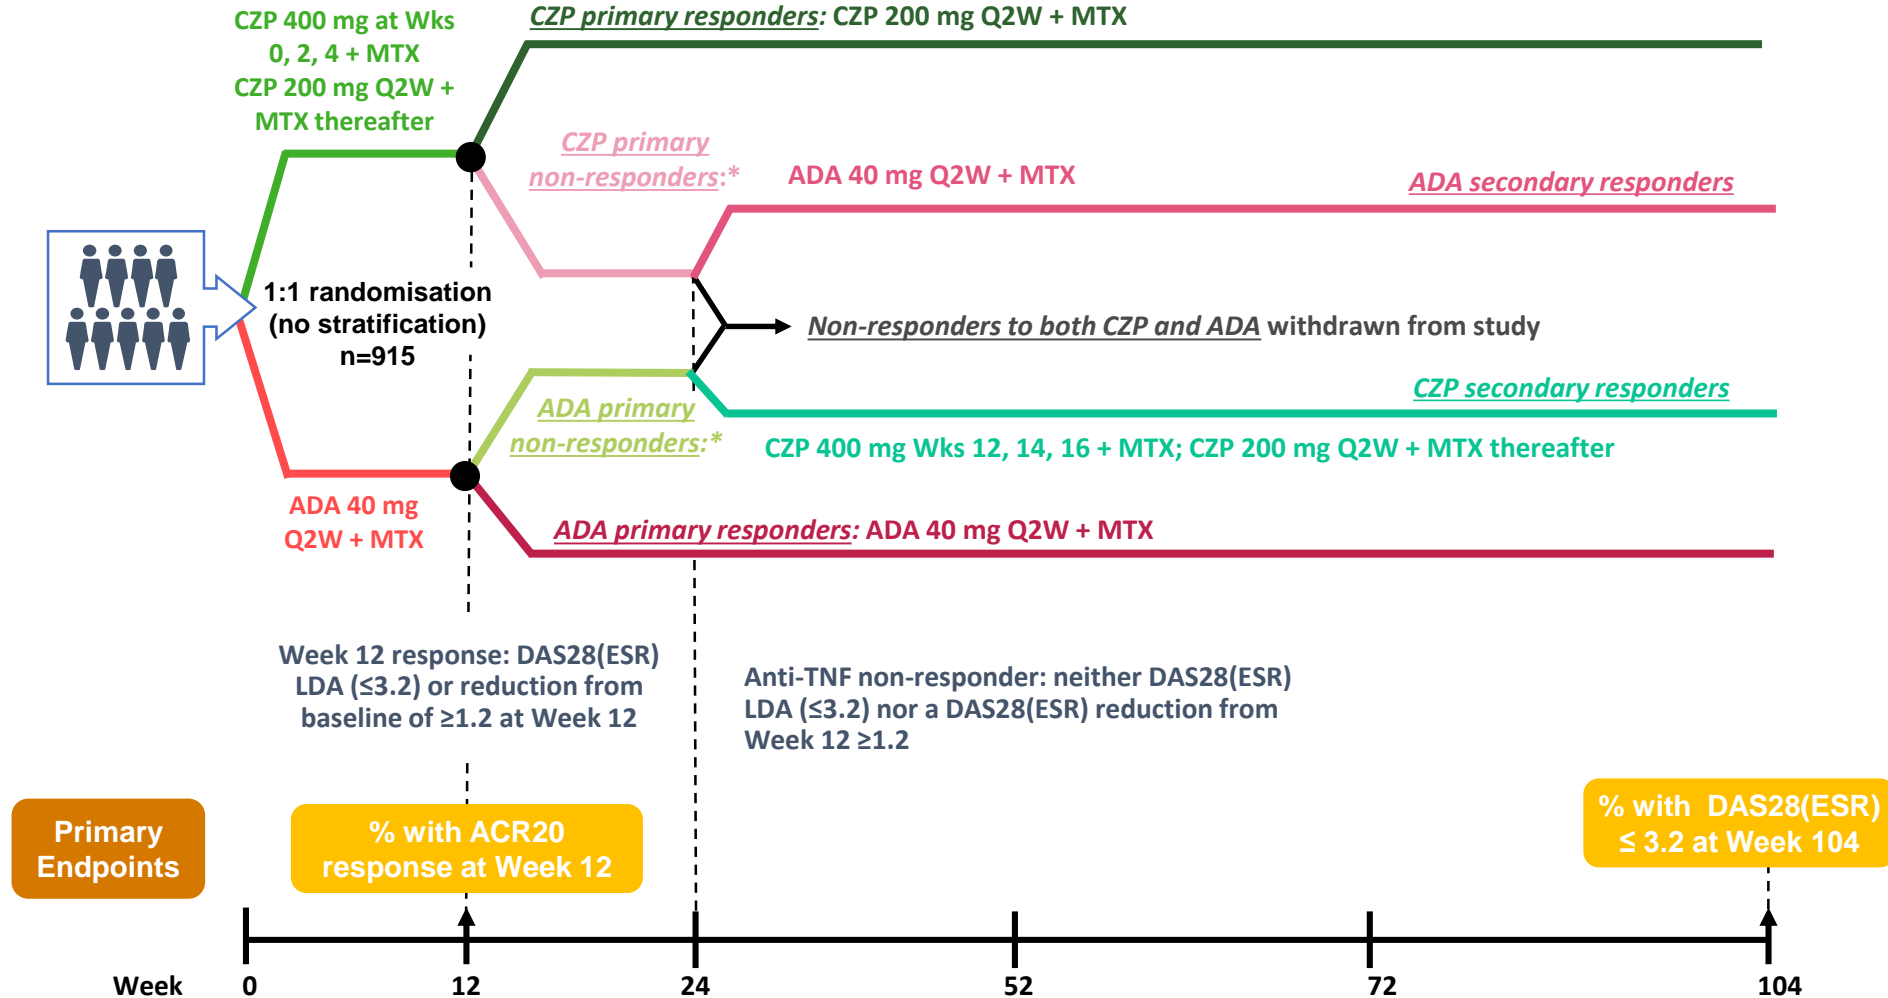 CZP 400 mg at Wks
0, 2, 4 + MTX
CZP 200 mg Q2W +
MTX thereafter
CZP primary responders: CZP 200 mg Q2W + MTX
CZP primary
non-responders:*
ADA 40 mg Q2W + MTX
ADA secondary responders
1:1 randomisation
(no stratification)
n=915
Non-responders to both CZP and ADA withdrawn from study
CZP secondary responders
ADA primary
non-responders:*
CZP 400 mg Wks 12, 14, 16 + MTX; CZP 200 mg Q2W + MTX thereafter
ADA 40 mg
Q2W + MTX
ADA primary responders: ADA 40 mg Q2W + MTX
Week 12 response: DAS28(ESR)
LDA (≤3.2) or reduction from
baseline of ≥1.2 at Week 12
Anti-TNF non-responder: neither DAS28(ESR)
LDA (≤3.2) nor a DAS28(ESR) reduction from
Week 12 ≥1.2
Primary
Endpoints
% with ACR20
response at Week 12
% with DAS28(ESR)
≤ 3.2 at Week 104
Week 0 12 24 52 72 104